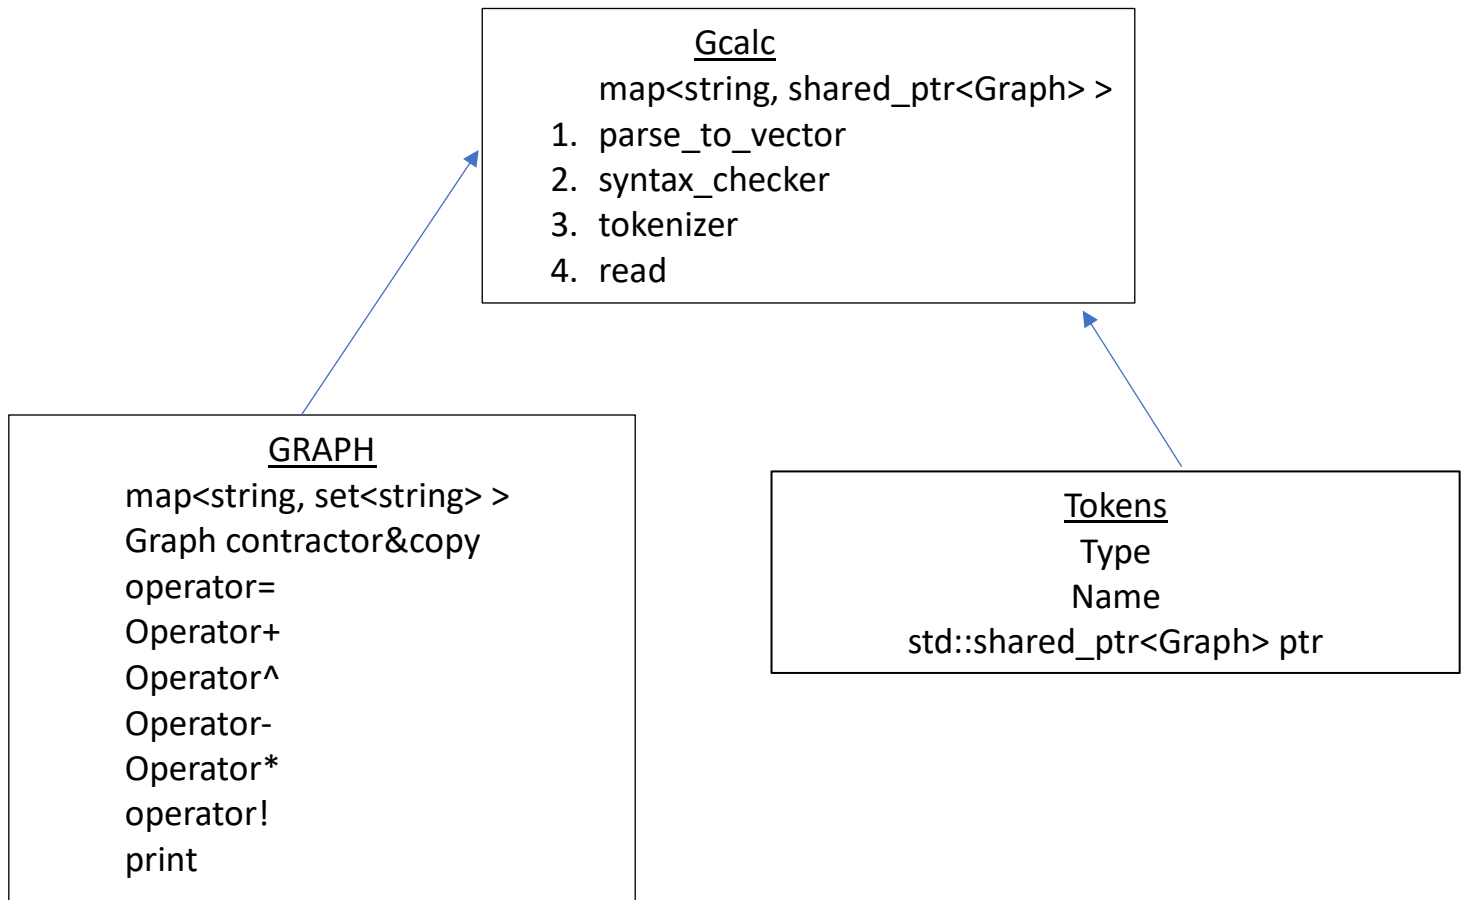 Gcalc
map<string, shared_ptr<Graph> >
1. parse_to_vector
2. syntax_checker
3. tokenizer
4. read
GRAPH
map<string, set<string> >
Graph contractor&copy
operator=
Operator+
Operator^
Operator-
Operator*
operator!
print
Tokens
Type
Name
std::shared_ptr<Graph> ptr